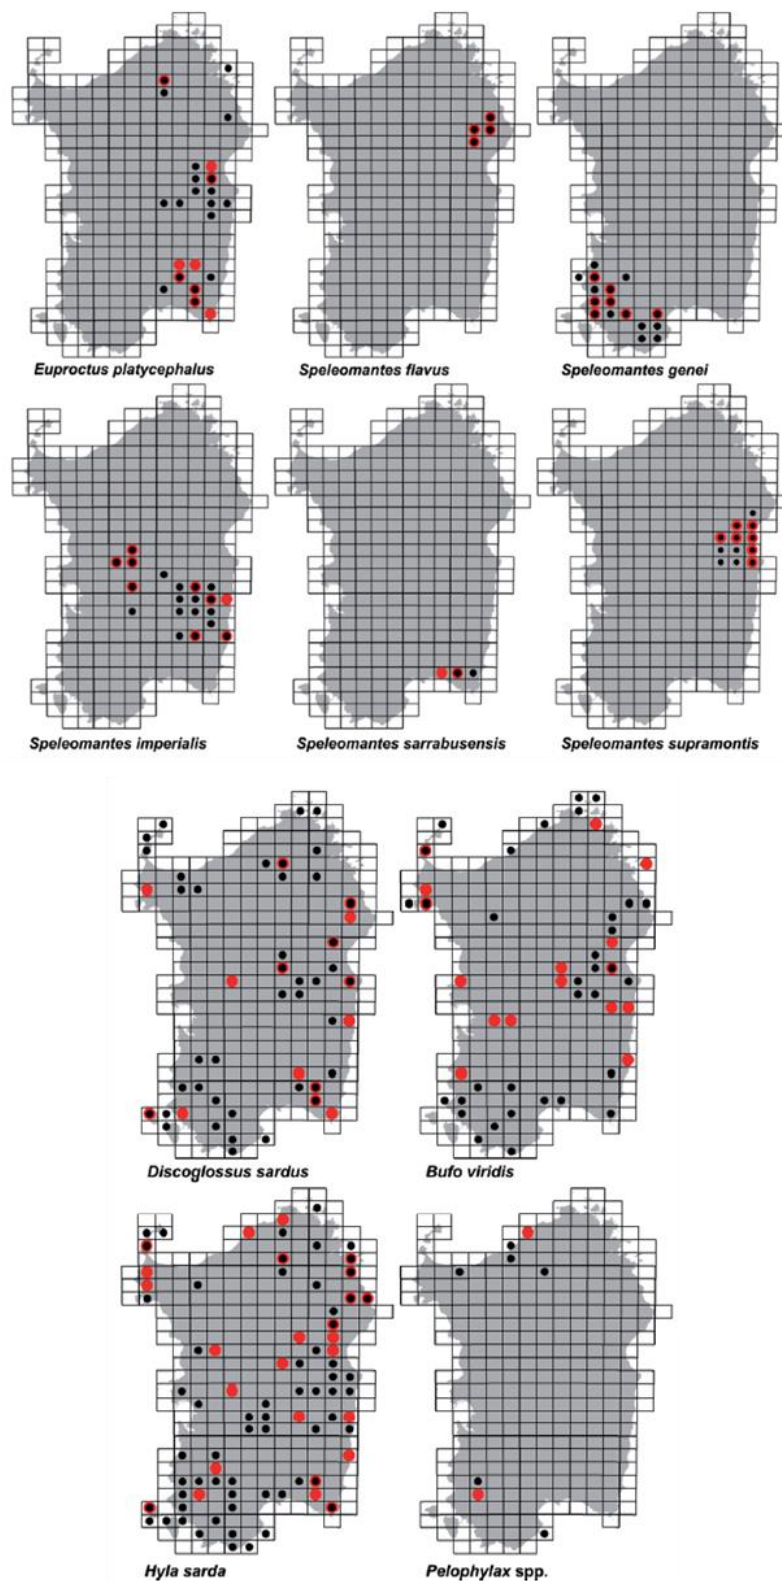 Euproctus platycephalus
Speleomantes flavus
Speleomantes genei
Speleomantes imperialis
Speleomantes sarrabusensis
Speleomantes supramontis
Discoglossus sardus
Bufo viridis
Hyla sarda
Pelophylax spp.